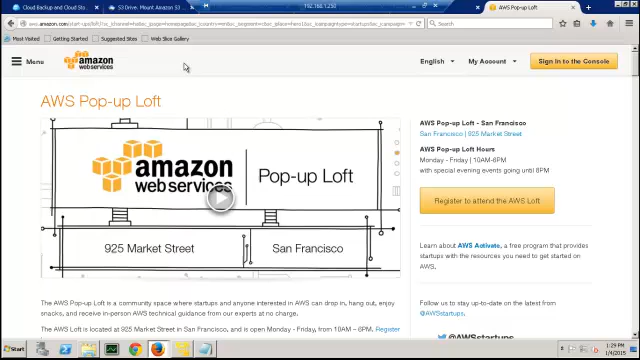 Cloud Backup and Cloud Sto...
S3 Drive. Mount Amazon S3 ...
192.168.1.230
AWS Pop-up Loft
Search
Most Visited
Getting Started
Suggested Sites
Web Slice Gallery
Menu
amazon
web services
English
My Account
Sign In to the Console
AWS Pop-up Loft
amazon
web services
Pop-up Loft
925 Market Street
San Francisco
AWS Pop-up Loft - San Francisco
San Francisco | 925 Market Street
AWS Pop-up Loft Hours
Monday - Friday | 10AM-6PM
with special evening events going until 8PM
Register to attend the AWS Loft
Learn about AWS Activate, a free program that provides
startups with the resources you need to get started on
AWS.
Follow us to stay up-to-date on the latest from
@AWSstartups.
@AWSstartups
The AWS Pop-up Loft is a community space where startups and anyone interested in AWS can drop in, hang out, enjoy
snacks, and receive in-person AWS technical guidance from our experts at no charge.
The AWS Loft is located at 925 Market Street in San Francisco, and is open Monday - Friday, from 10AM – 6PM. Register
Start
1:29 PM
1/4/2015